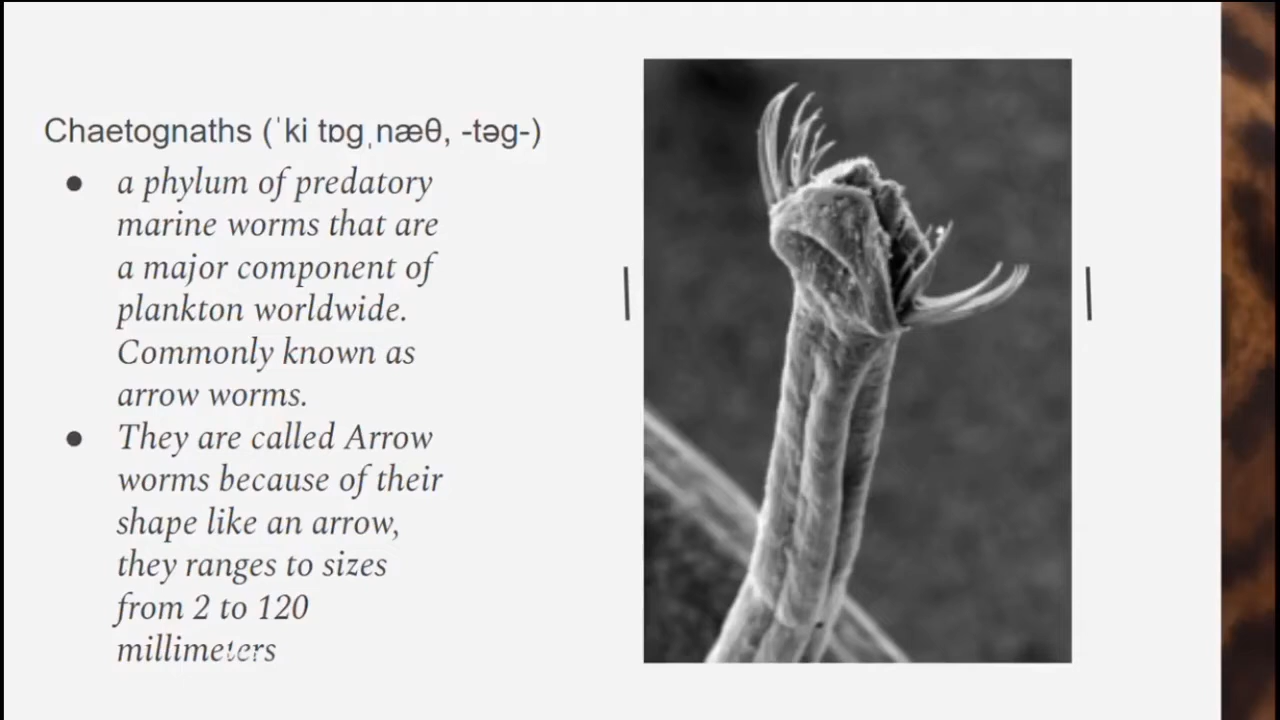 Chaetognaths (ˈki tɒgˌnæθ, -təg-)
● a phylum of predatory
marine worms that are
a major component of
plankton worldwide.
Commonly known as
arrow worms.
● They are called Arrow
worms because of their
shape like an arrow,
they ranges to sizes
from 2 to 120
millimeters